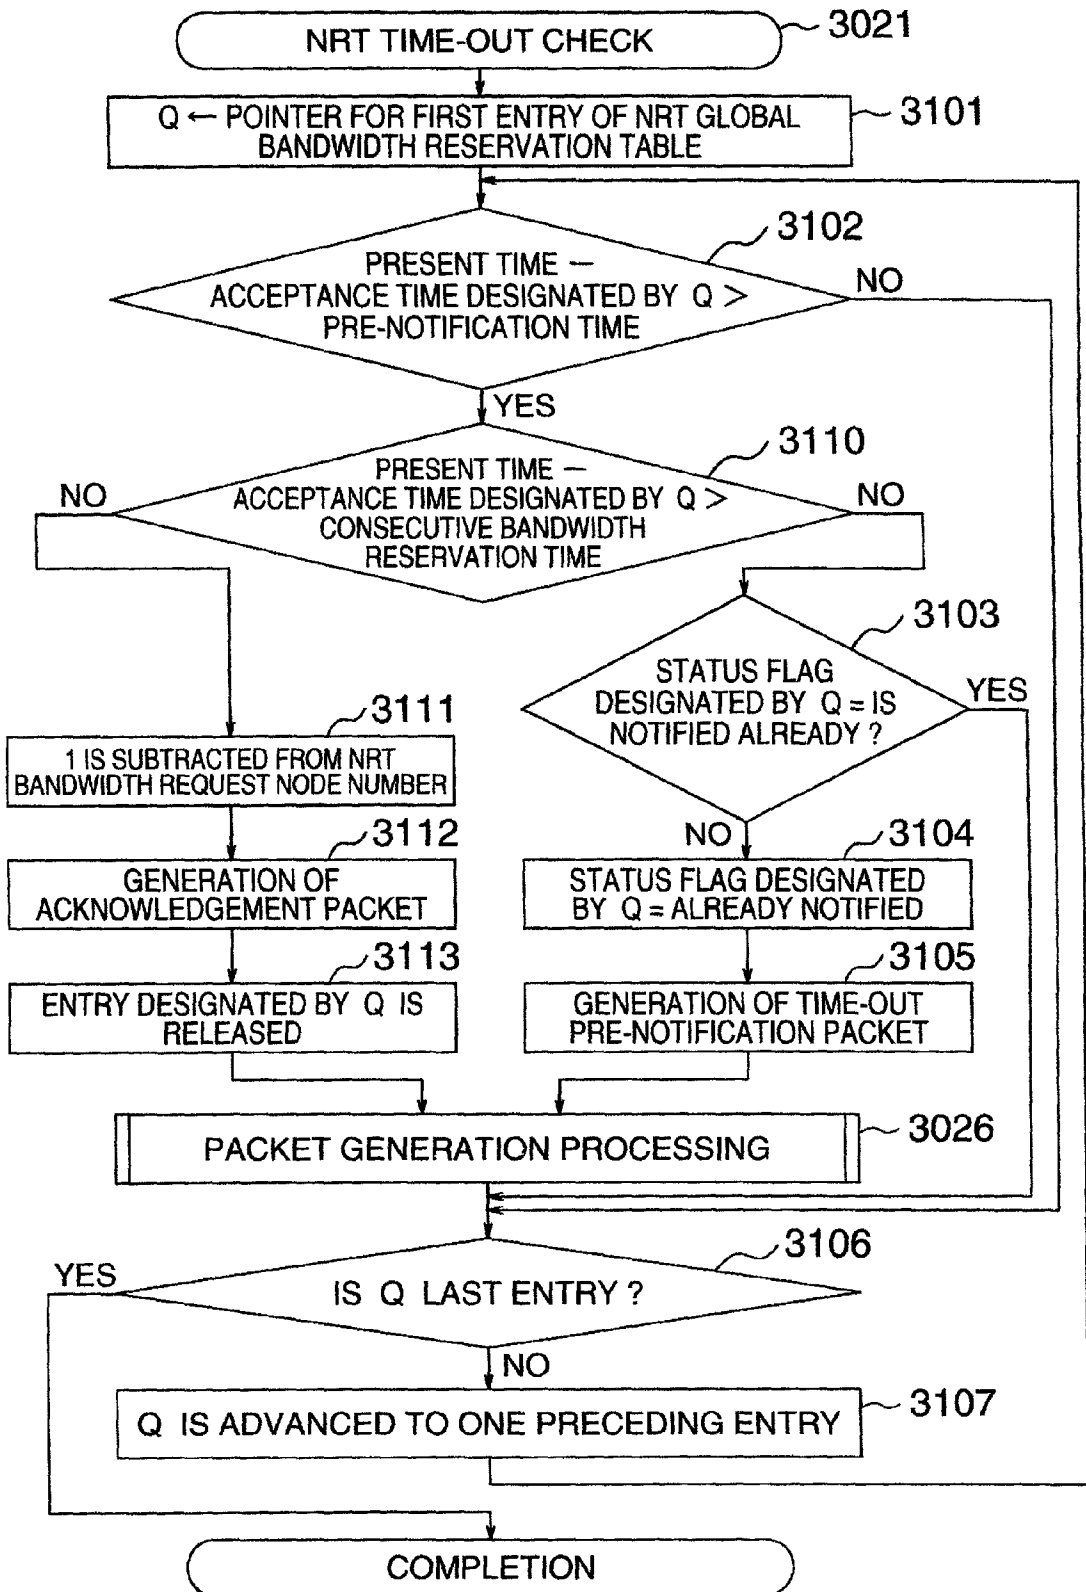 NRT TIME-OUT CHECK
3021
Q ← POINTER FOR FIRST ENTRY OF NRT GLOBAL
BANDWIDTH RESERVATION TABLE
3101
3102
PRESENT TIME –
ACCEPTANCE TIME DESIGNATED BY Q >
PRE-NOTIFICATION TIME
NO
YES
3110
PRESENT TIME –
ACCEPTANCE TIME DESIGNATED BY Q >
CONSECUTIVE BANDWIDTH
RESERVATION TIME
NO
NO
3103
STATUS FLAG
DESIGNATED BY Q = IS
NOTIFIED ALREADY ?
YES
3111
1 IS SUBTRACTED FROM NRT
BANDWIDTH REQUEST NODE NUMBER
NO
3112
GENERATION OF
ACKNOWLEDGEMENT PACKET
3104
STATUS FLAG DESIGNATED
BY Q = ALREADY NOTIFIED
3113
ENTRY DESIGNATED BY Q IS
RELEASED
3105
GENERATION OF TIME-OUT
PRE-NOTIFICATION PACKET
PACKET GENERATION PROCESSING
3026
3106
YES
IS Q LAST ENTRY ?
NO
Q IS ADVANCED TO ONE PRECEDING ENTRY
3107
COMPLETION